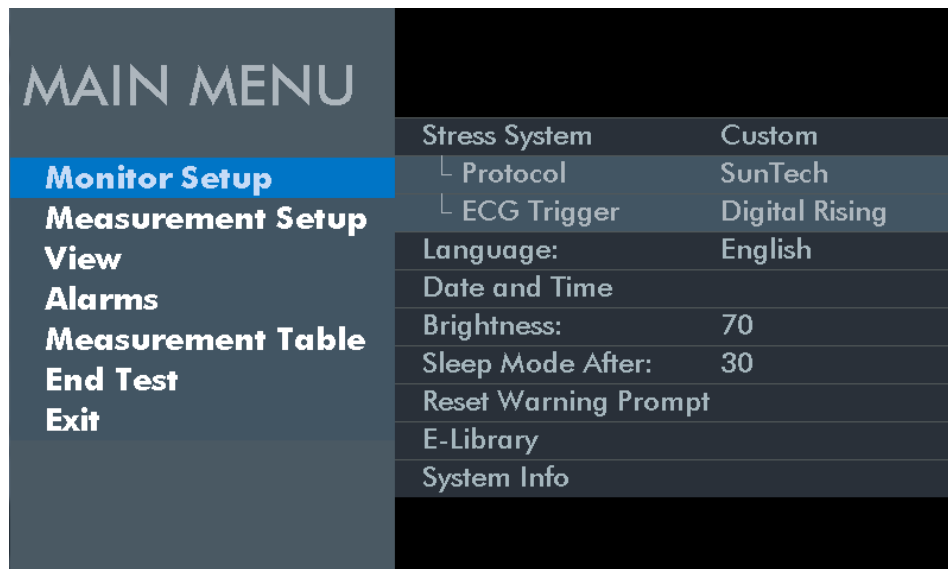 MAIN MENU
Monitor Setup
Measurement Setup
View
Alarms
Measurement Table
End Test
Exit
Stress System Custom
Protocol SunTech
ECG Trigger Digital Rising
Language: English
Date and Time
Brightness: 70
Sleep Mode After: 30
Reset Warning Prompt
E-Library
System Info